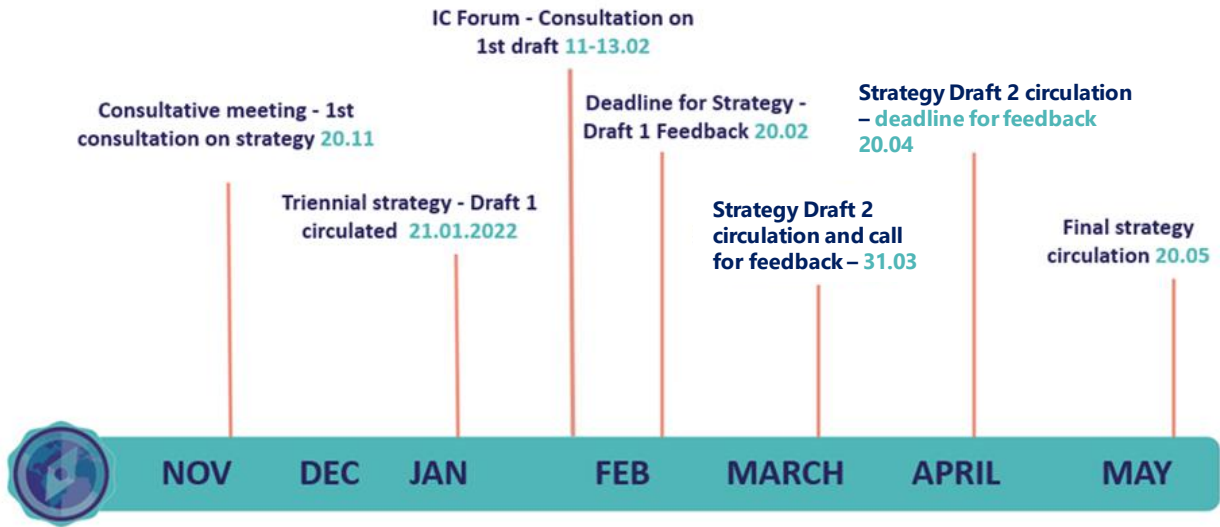 IC Forum - Consultation on
1st draft 11-13.02
Consultative meeting - 1st
consultation on strategy 20.11
Deadline for Strategy -
Draft 1 Feedback 20.02
Strategy Draft 2 circulation
– deadline for feedback
20.04
Triennial strategy - Draft 1
circulated 21.01.2022
Strategy Draft 2
circulation and call
for feedback – 31.03
Final strategy
circulation 20.05
NOV DEC JAN FEB MARCH APRIL MAY